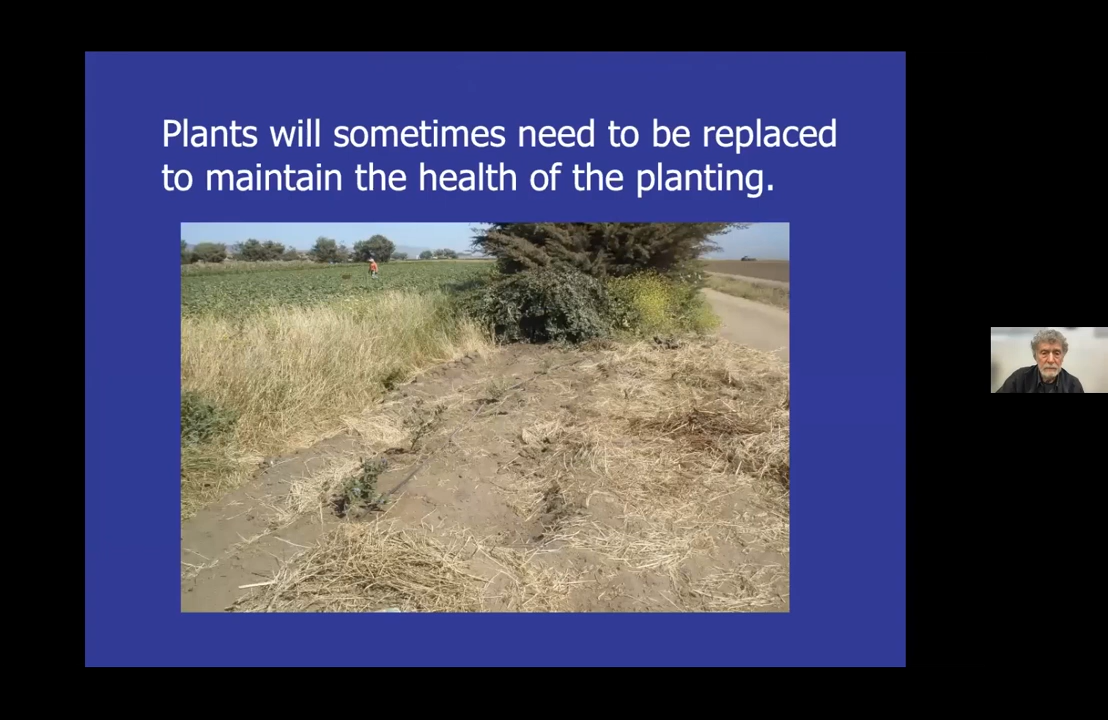 Plants will sometimes need to be replaced
to maintain the health of the planting.